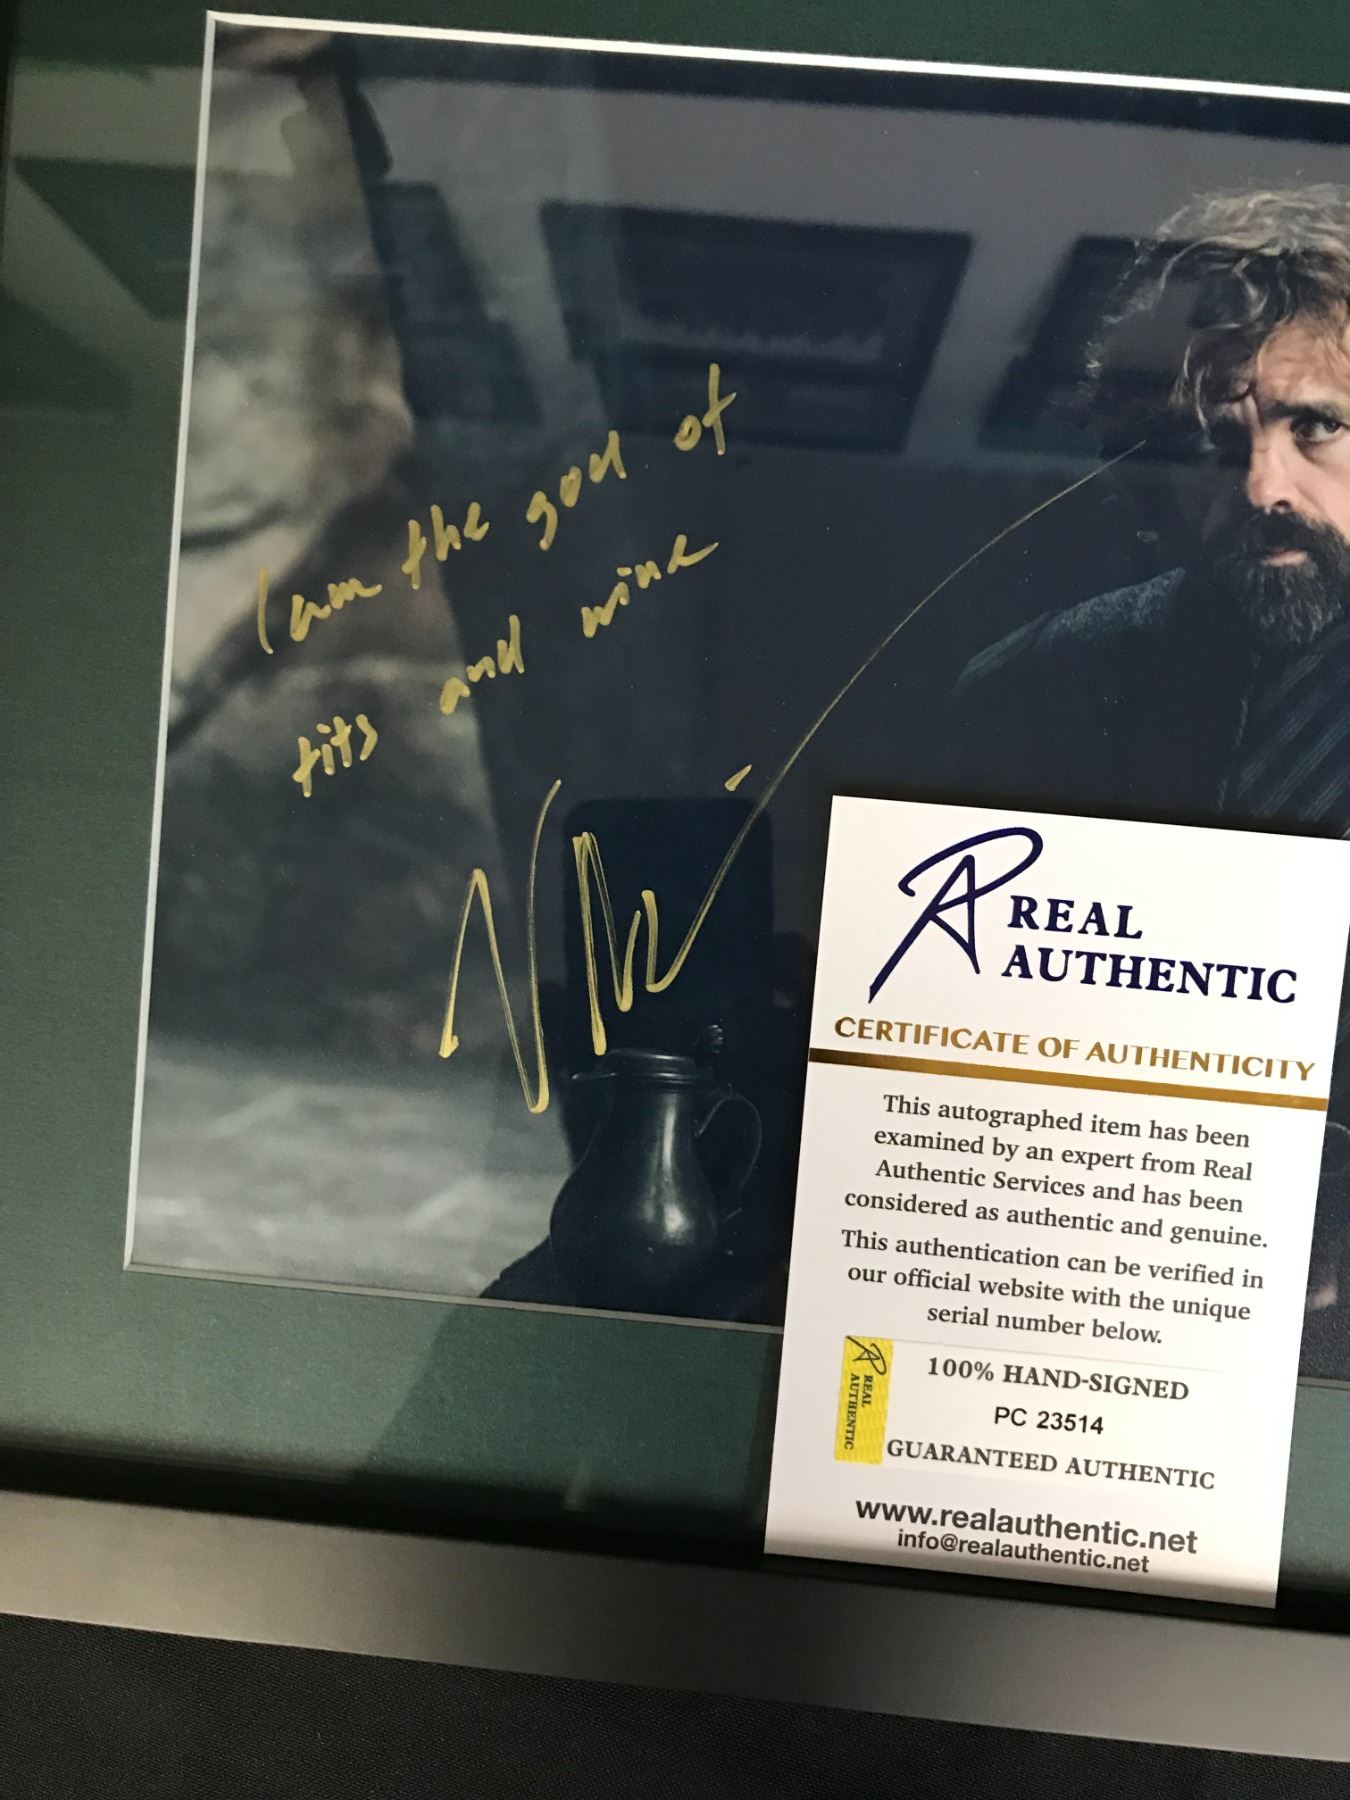 I am the god of
tits and wine
REAL
AUTHENTIC
CERTIFICATE OF AUTHENTICITY
This autographed item has been
examined by an expert from Real
Authentic Services and has been
considered as authentic and genuine.
This authentication can be verified in
our official website with the unique
serial number below.
REAL
AUTHENTIC
100% HAND-SIGNED
PC 23514
GUARANTEED AUTHENTIC
www.realauthentic.net
info@realauthentic.net